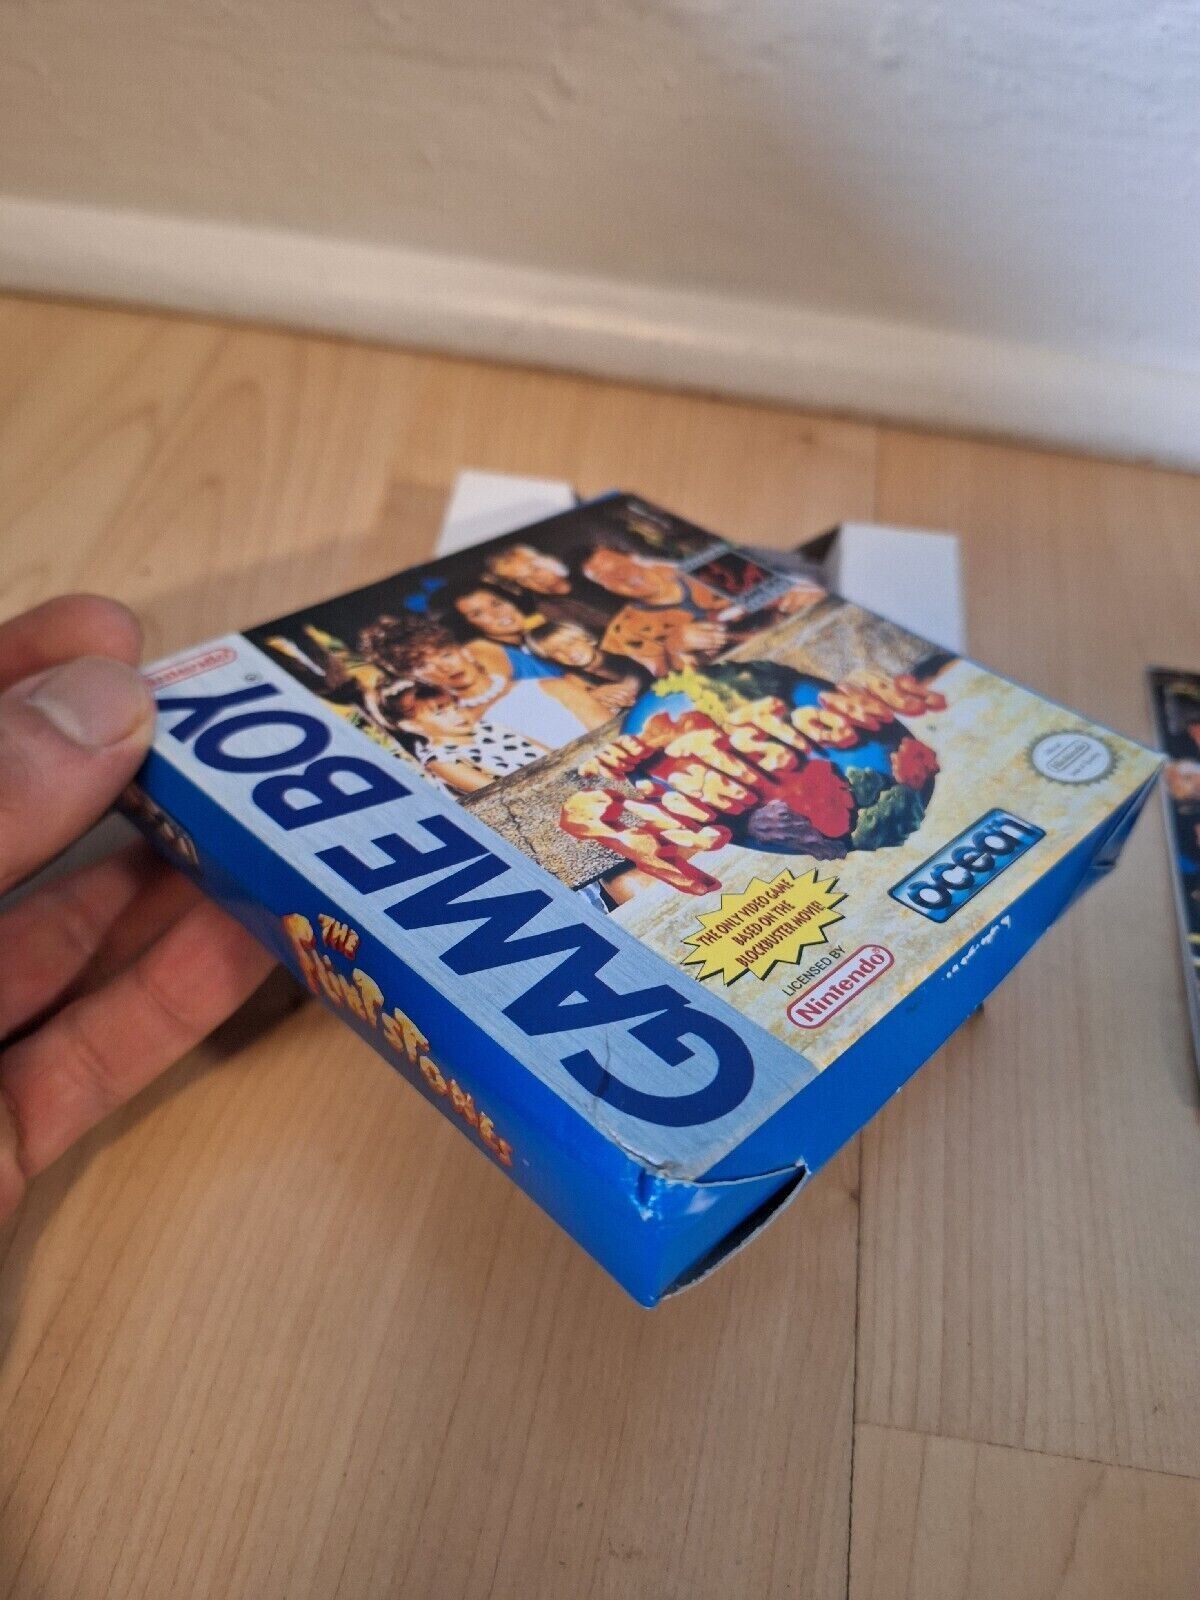 Nintendo
GAME BOY
THE
FLINTSTONES
THE ONLY VIDEO GAME
BASED ON THE
BLOCKBUSTER MOVIE!
ocean
LICENSED BY
Nintendo
THE
FLINTSTONES